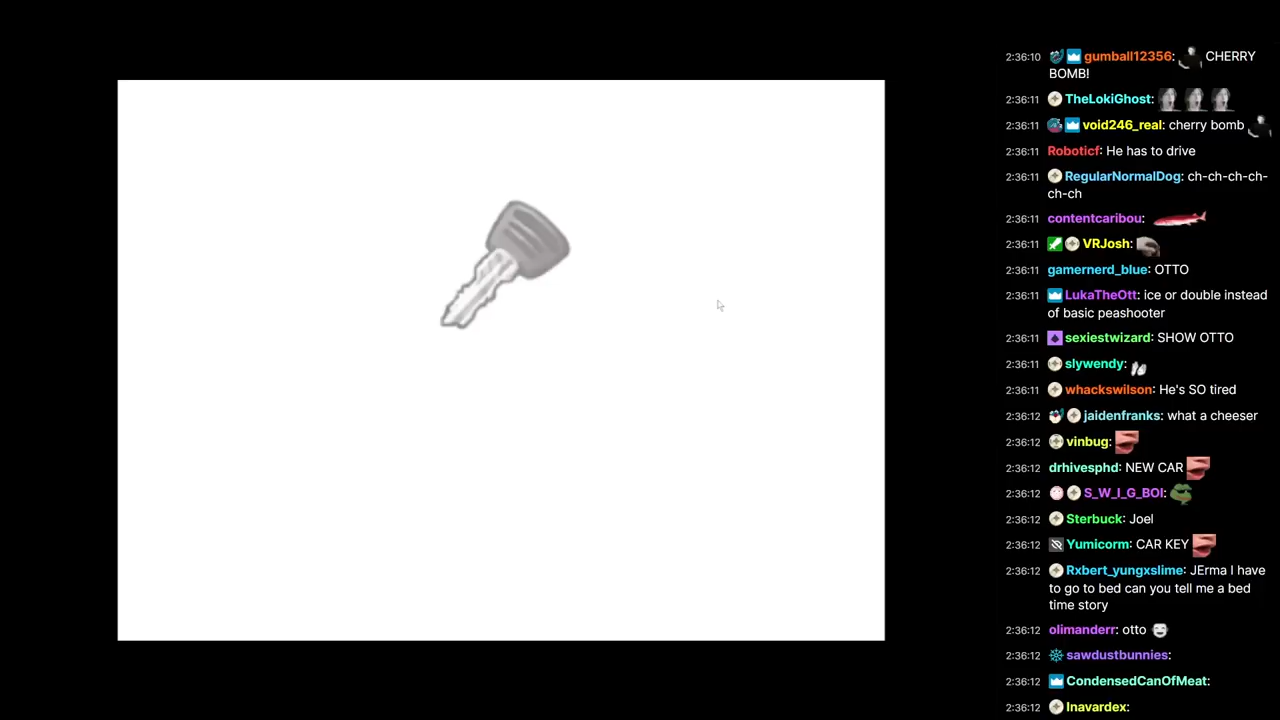 2:36:10 gumball12356: CHERRY
BOMB!
2:36:11 TheLokiGhost:
2:36:11 void246_real: cherry bomb
2:36:11 Roboticf: He has to drive
2:36:11 RegularNormalDog: ch-ch-ch-ch-
ch-ch
2:36:11 contentcaribou:
2:36:11 VRJosh:
2:36:11 gamernerd_blue: OTTO
2:36:11 LukaTheOtt: ice or double instead
of basic peashooter
2:36:11 sexiestwizard: SHOW OTTO
2:36:11 slywendy:
2:36:11 whackswilson: He's SO tired
2:36:12 jaidenfranks: what a cheeser
2:36:12 vinbug:
2:36:12 drhivesphd: NEW CAR
2:36:12 S_W_I_G_BOI:
2:36:12 Sterbuck: Joel
2:36:12 Yumicorm: CAR KEY
2:36:12 Rxbert_yungxslime: JErma I have
to go to bed can you tell me a bed
time story
2:36:12 olimanderr: otto
2:36:12 sawdustbunnies:
2:36:12 CondensedCanOfMeat:
2:36:12 Inavardex: